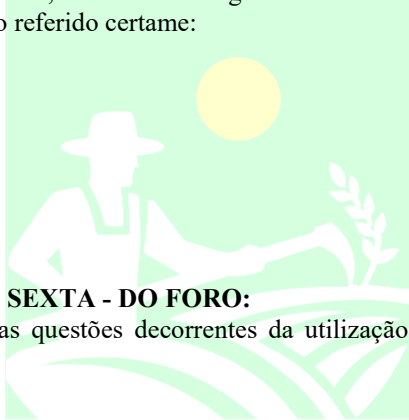 o referido certame:
SEXTA - DO FORO:
as questões decorrentes da utilização